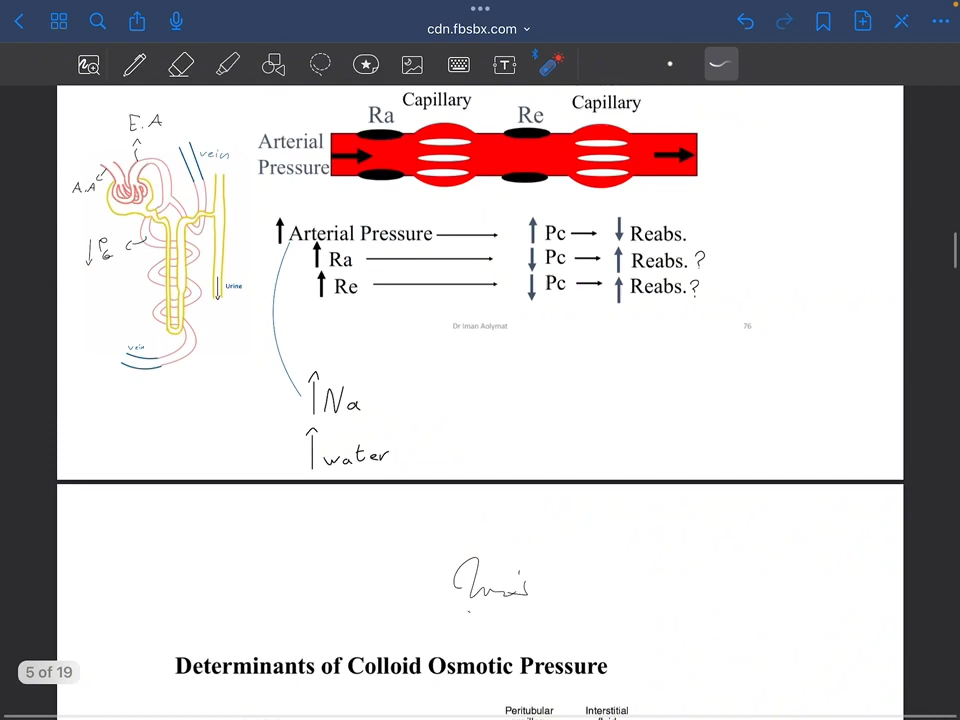 cdn.fbsbx.com
E.A
vein
A.A
Urine
vein
Ra
Capillary
Re
Capillary
Arterial
Pressure
↑ Arterial Pressure → ↑ Pc → ↓ Reabs.
↑ Ra → ↓ Pc → ↑ Reabs. ?
↑ Re → ↓ Pc → ↑ Reabs. ?
Dr Iman Aolymat
76
↑ Na
↑ water
5 of 19
Determinants of Colloid Osmotic Pressure
Peritubular
Interstitial